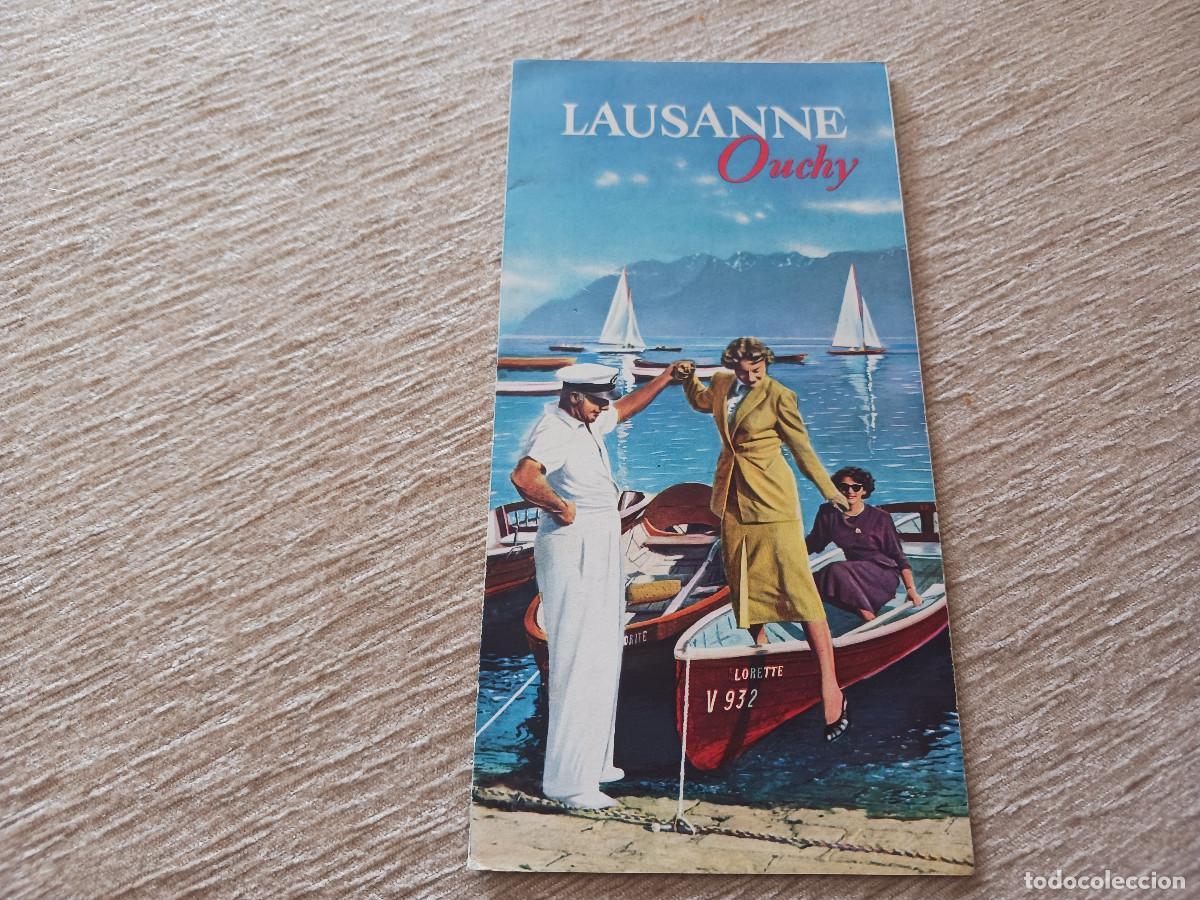 LAUSANNE
Ouchy
LORETTE
V 932
todocoleccion